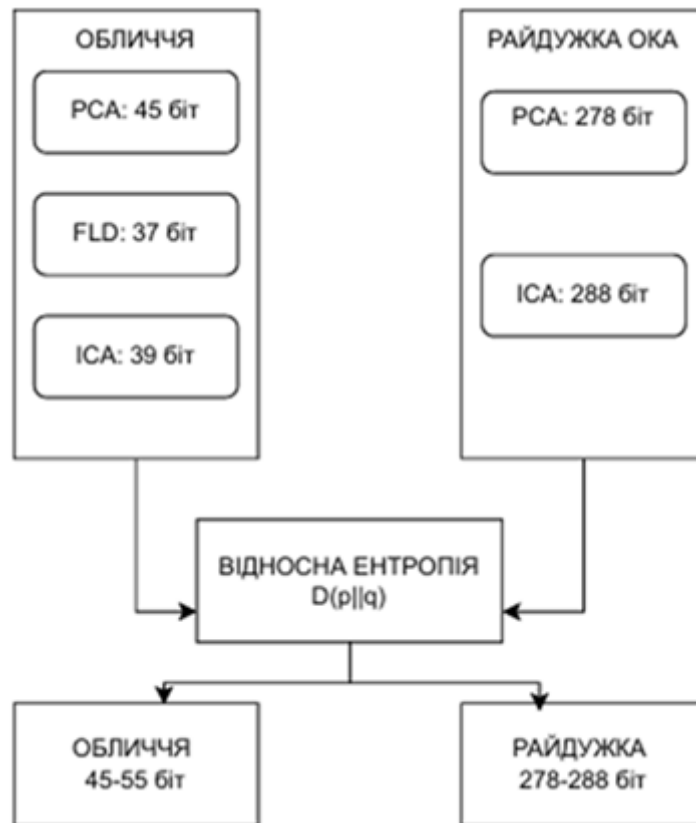 ОБЛИЧЧЯ
PCA: 45 біт
FLD: 37 біт
ICA: 39 біт
РАЙДУЖКА ОКА
PCA: 278 біт
ICA: 288 біт
ВІДНОСНА ЕНТРОПІЯ
D(p||q)
ОБЛИЧЧЯ
45-55 біт
РАЙДУЖКА
278-288 біт